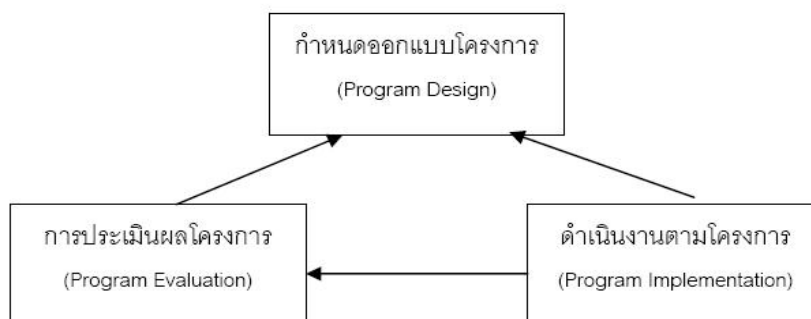 กำหนดออกแบบโครงการ
(Program Design)
การประเมินผลโครงการ
(Program Evaluation)
ดำเนินงานตามโครงการ
(Program Implementation)